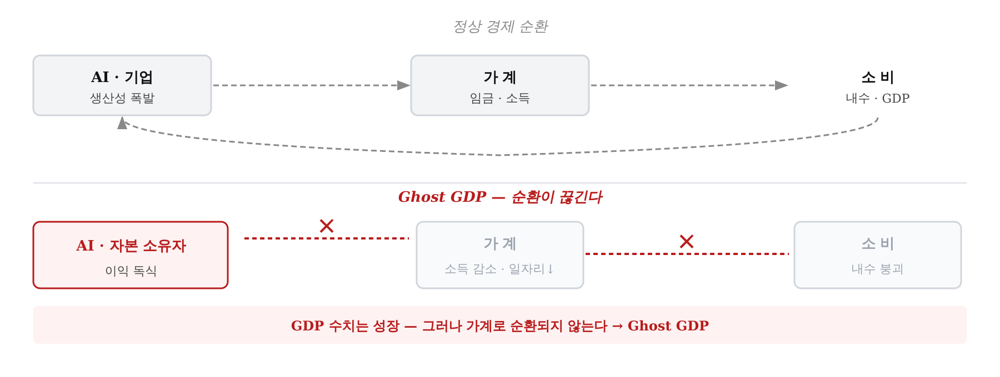 정상 경제 순환
AI · 기업
생산성 폭발
가 계
임금 · 소득
소 비
내수 · GDP
Ghost GDP — 순환이 끊긴다
AI · 자본 소유자
이익 독식
가 계
소득 감소 · 일자리↓
소 비
내수 붕괴
GDP 수치는 성장 — 그러나 가계로 순환되지 않는다 → Ghost GDP